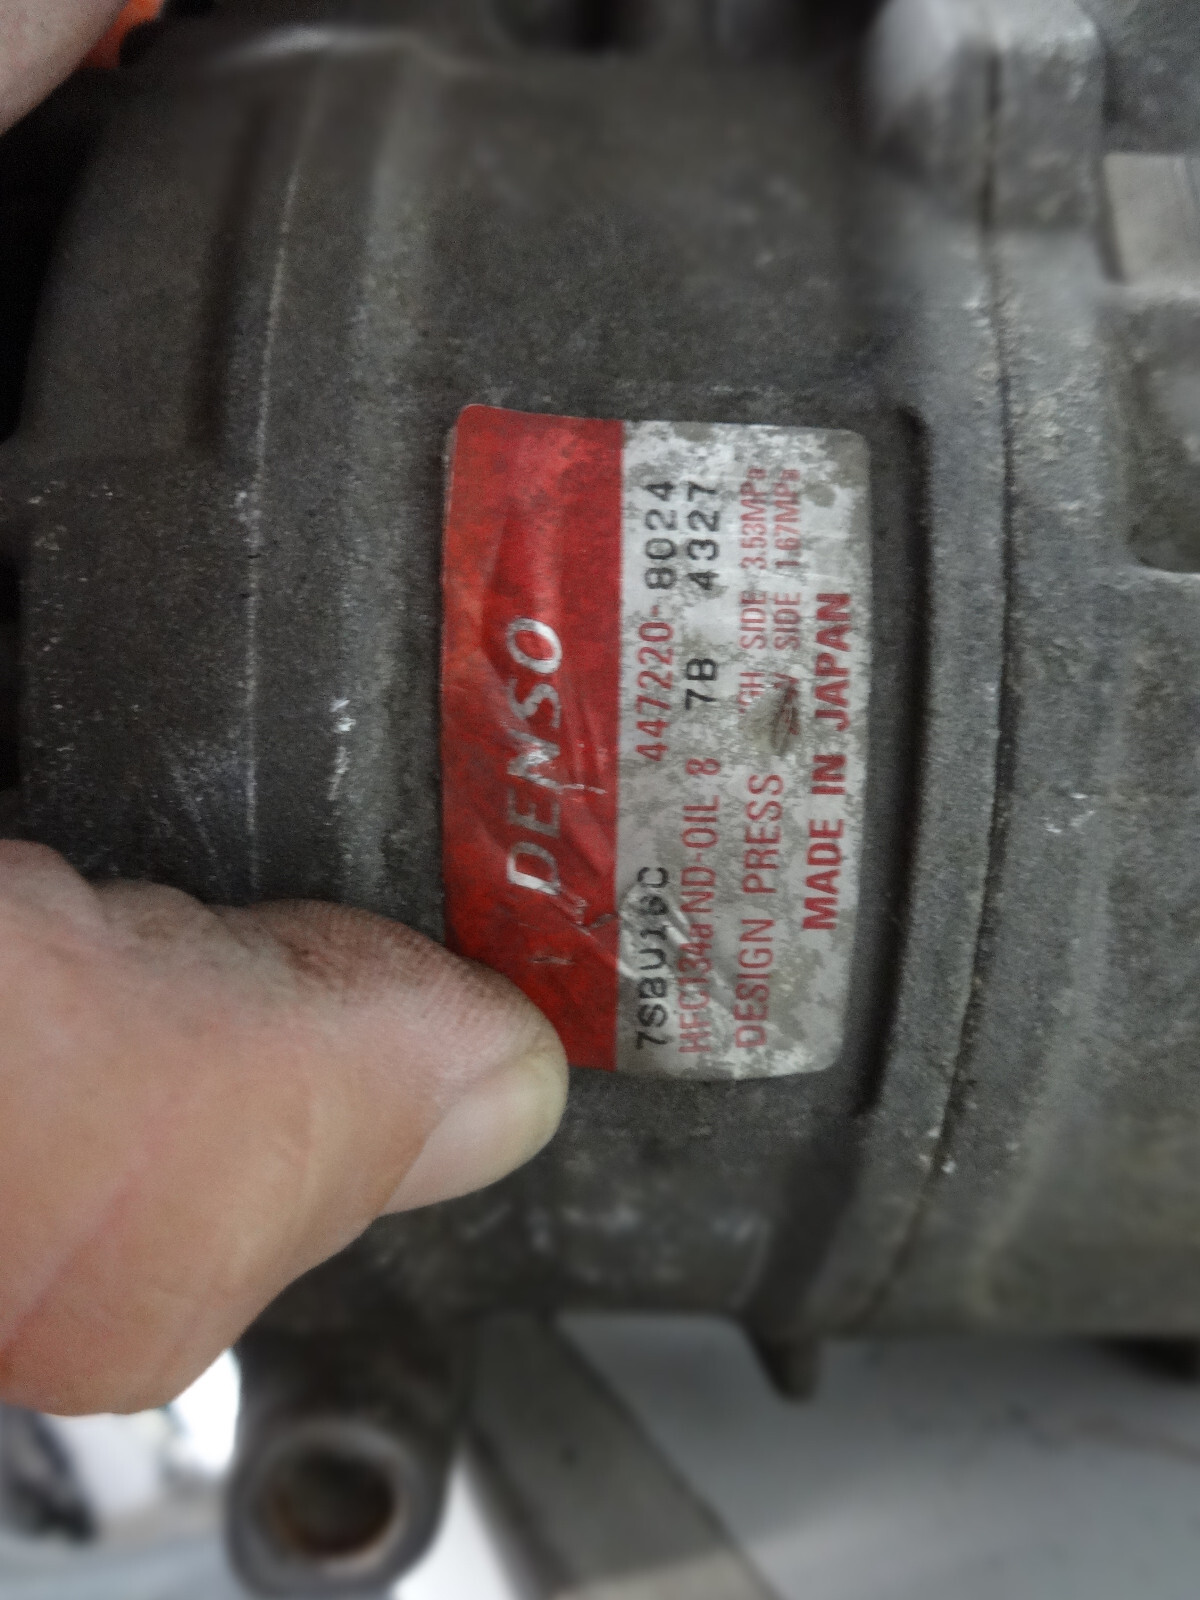 DENSO
7SBU16C 447220-8024
HFC134a ND-OIL 8 7B 4327
DESIGN PRESS SIDE 3.53MPa
SIDE 1.67MPa
MADE IN JAPAN